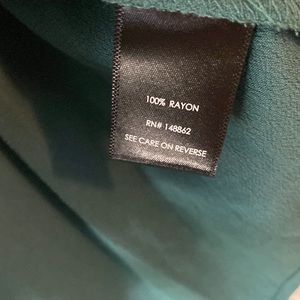 100% RAYON
RN# 148862
SEE CARE ON REVERSE